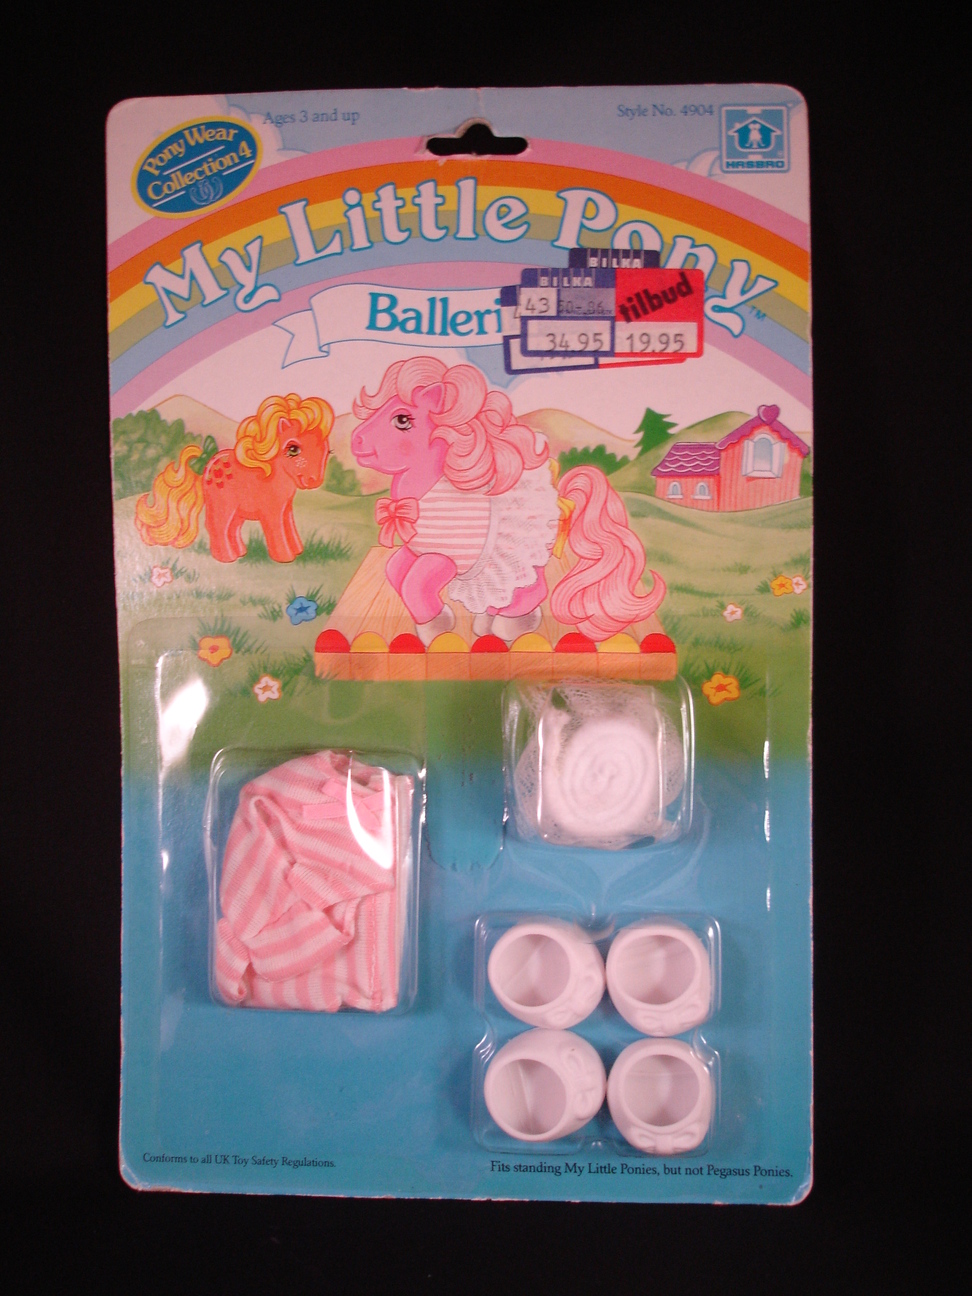 Ages 3 and up
Style No. 4904
Pony Wear
Collection 4
HASBRO
My Little Pony™
BILKA
BILKA
Balleri
43
tilbud
34.95
19.95
Conforms to all UK Toy Safety Regulations.
Fits standing My Little Ponies, but not Pegasus Ponies.